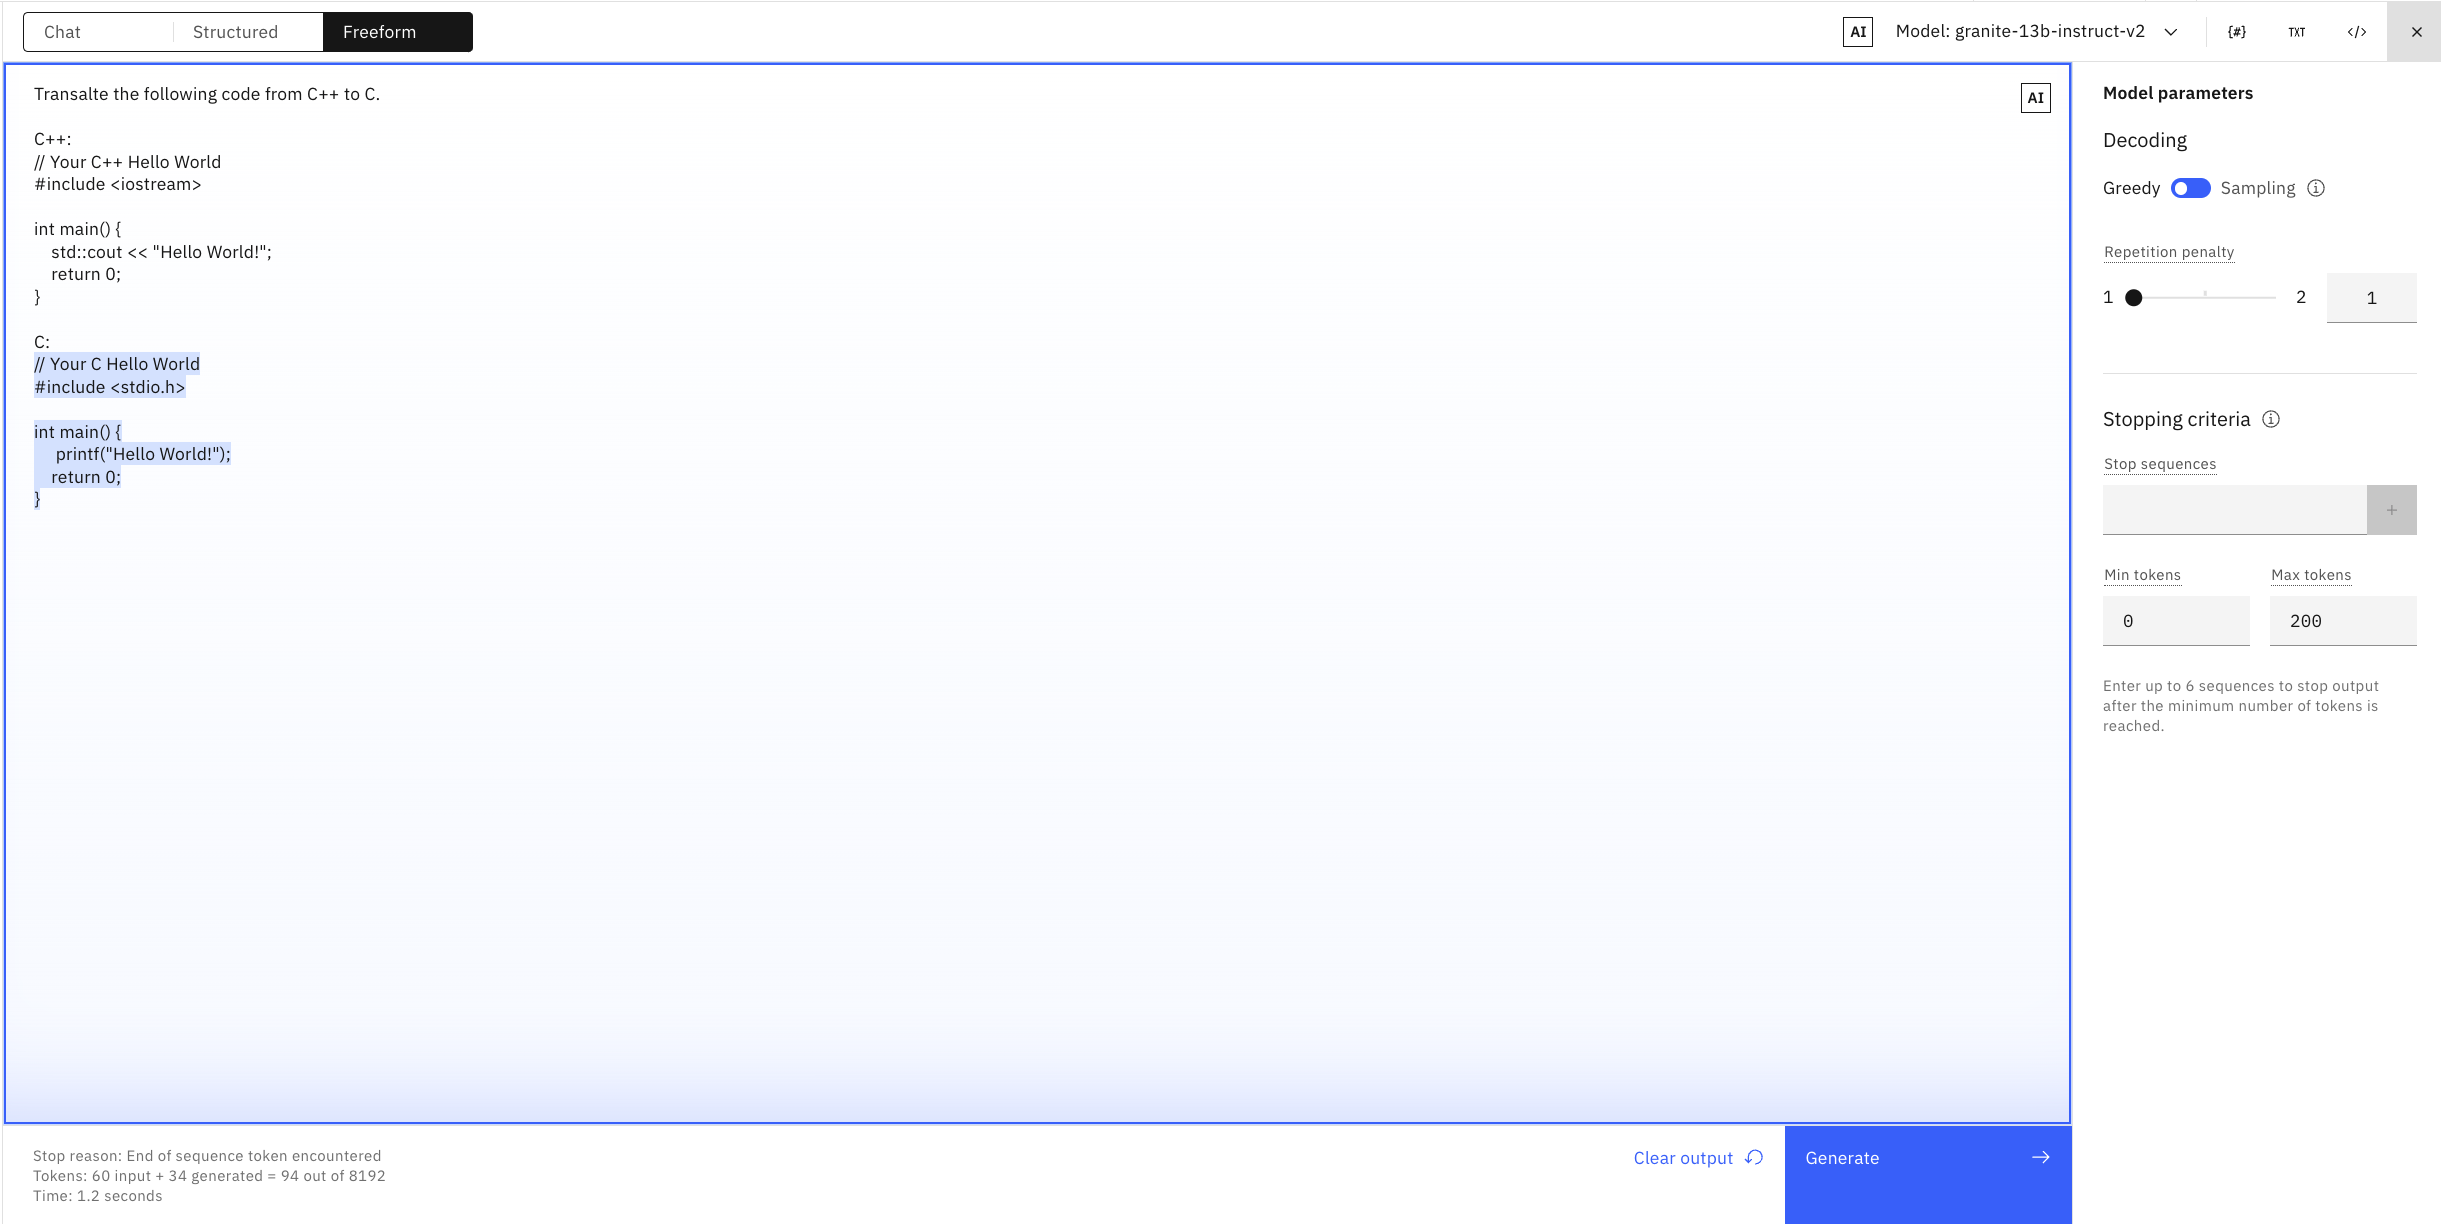 Chat
Structured
Freeform
AI
Model: granite-13b-instruct-v2
{#}
TXT
</>
Transalte the following code from C++ to C.
AI
C++:
// Your C++ Hello World
#include <iostream>
int main() {
    std::cout << "Hello World!";
    return 0;
}
C:
// Your C Hello World
#include <stdio.h>
int main() {
     printf("Hello World!");
    return 0;
}
Model parameters
Decoding
Greedy
Sampling
Repetition penalty
1
2
1
Stopping criteria
Stop sequences
+
Min tokens
Max tokens
0
200
Enter up to 6 sequences to stop output
after the minimum number of tokens is
reached.
Stop reason: End of sequence token encountered
Tokens: 60 input + 34 generated = 94 out of 8192
Time: 1.2 seconds
Clear output
Generate